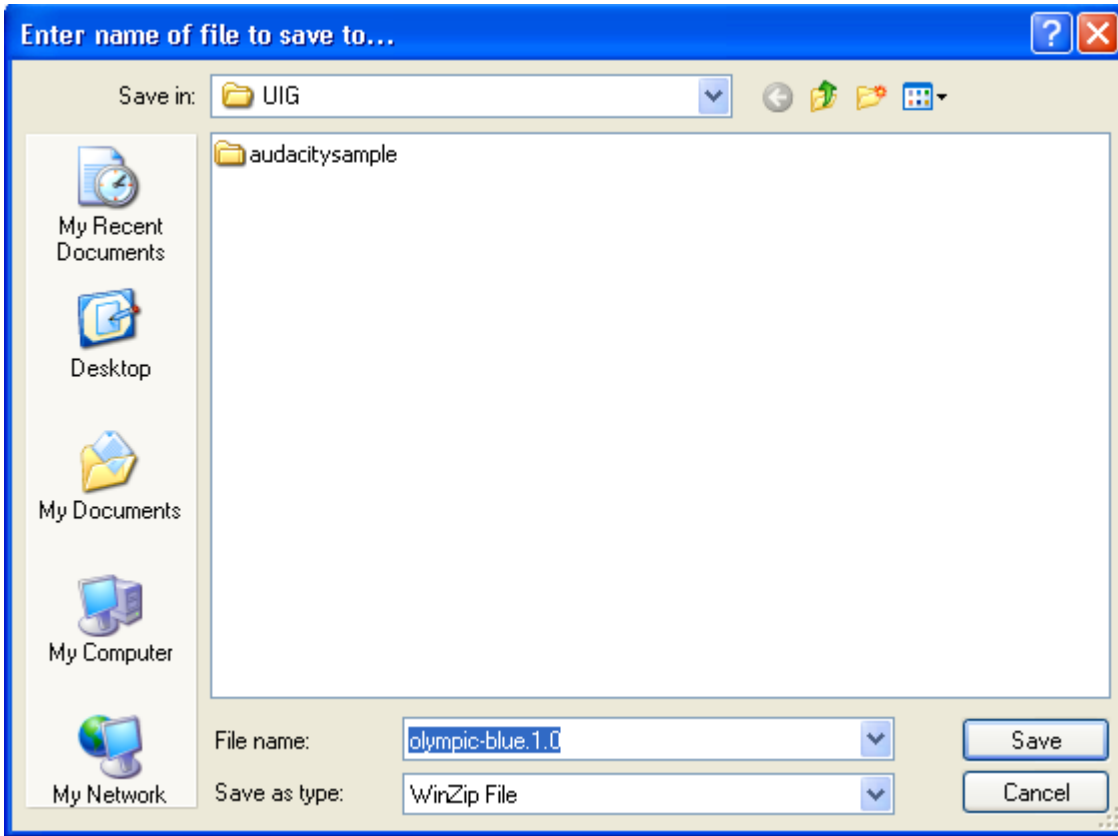 Enter name of file to save to...
Save in: UIG
audacitysample
My Recent
Documents
Desktop
My Documents
My Computer
My Network
File name: olympic-blue.1.0 Save
Save as type: WinZip File Cancel